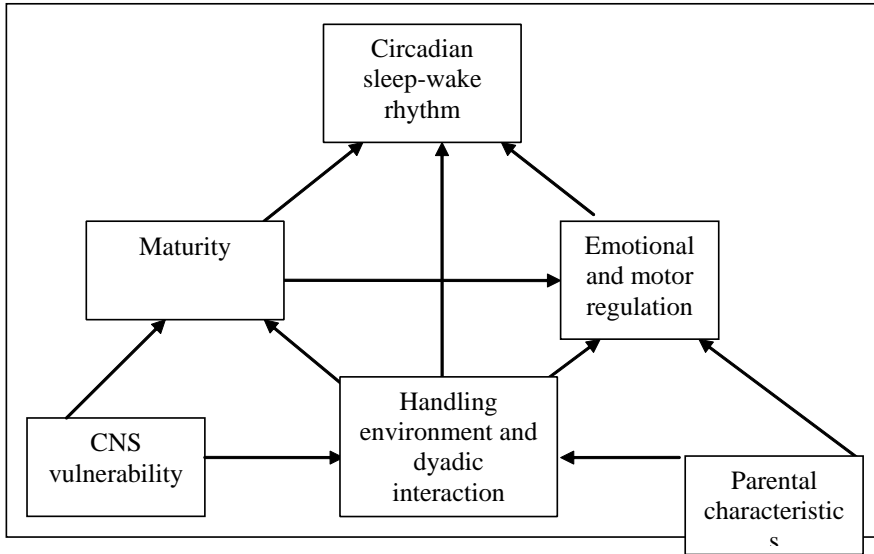 Circadian
sleep-wake
rhythm
Maturity
Emotional
and motor
regulation
CNS
vulnerability
Handling
environment and
dyadic
interaction
Parental
characteristic
s